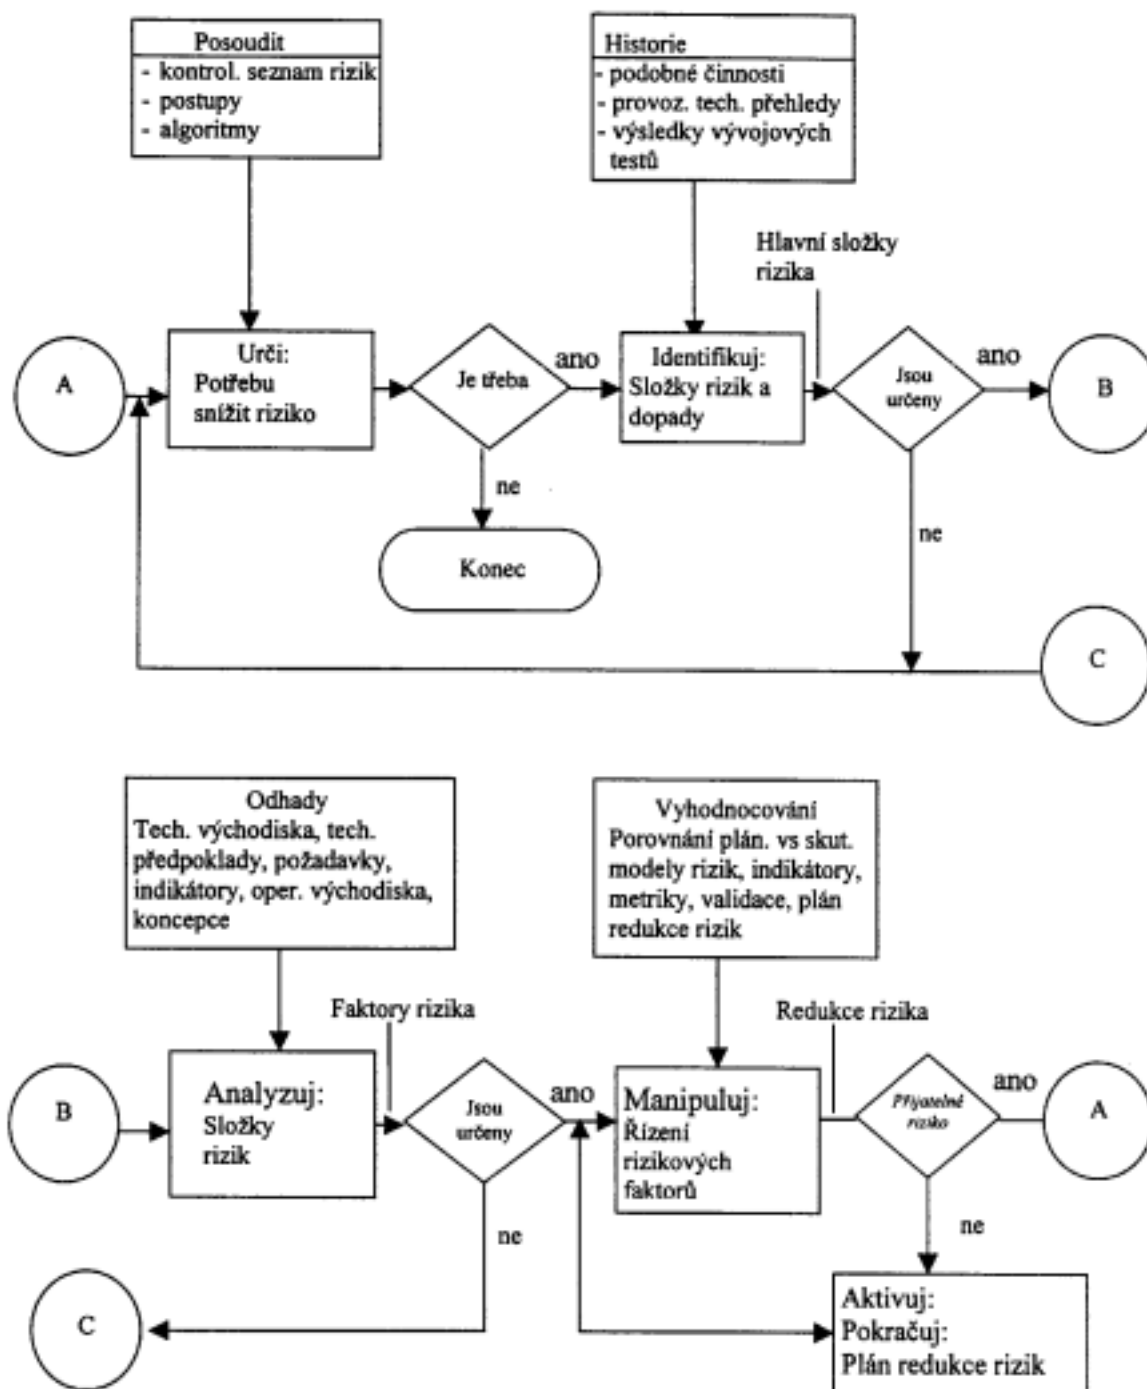 Posoudit
- kontrol. seznam rizik
- postupy
- algoritmy
Historie
- podobné činnosti
- provoz. tech. přehledy
- výsledky vývojových
testů
Hlavní složky
rizika
A
Urči:
Potřebu
snížit riziko
Je třeba
ano
Identifikuj:
Složky rizik a
dopady
Jsou
určeny
ano
B
ne
Konec
ne
C
Odhady
Tech. východiska, tech.
předpoklady, požadavky,
indikátory, oper. východiska,
koncepce
Vyhodnocování
Porovnání plán. vs skut.
modely rizik, indikátory,
metriky, validace, plán
redukce rizik
Faktory rizika
Redukce rizika
B
Analyzuj:
Složky
rizik
Jsou
určeny
ano
Manipuluj:
Řízení
rizikových
faktorů
Přijatelné
riziko
ano
A
ne
ne
C
Aktivuj:
Pokračuj:
Plán redukce rizik